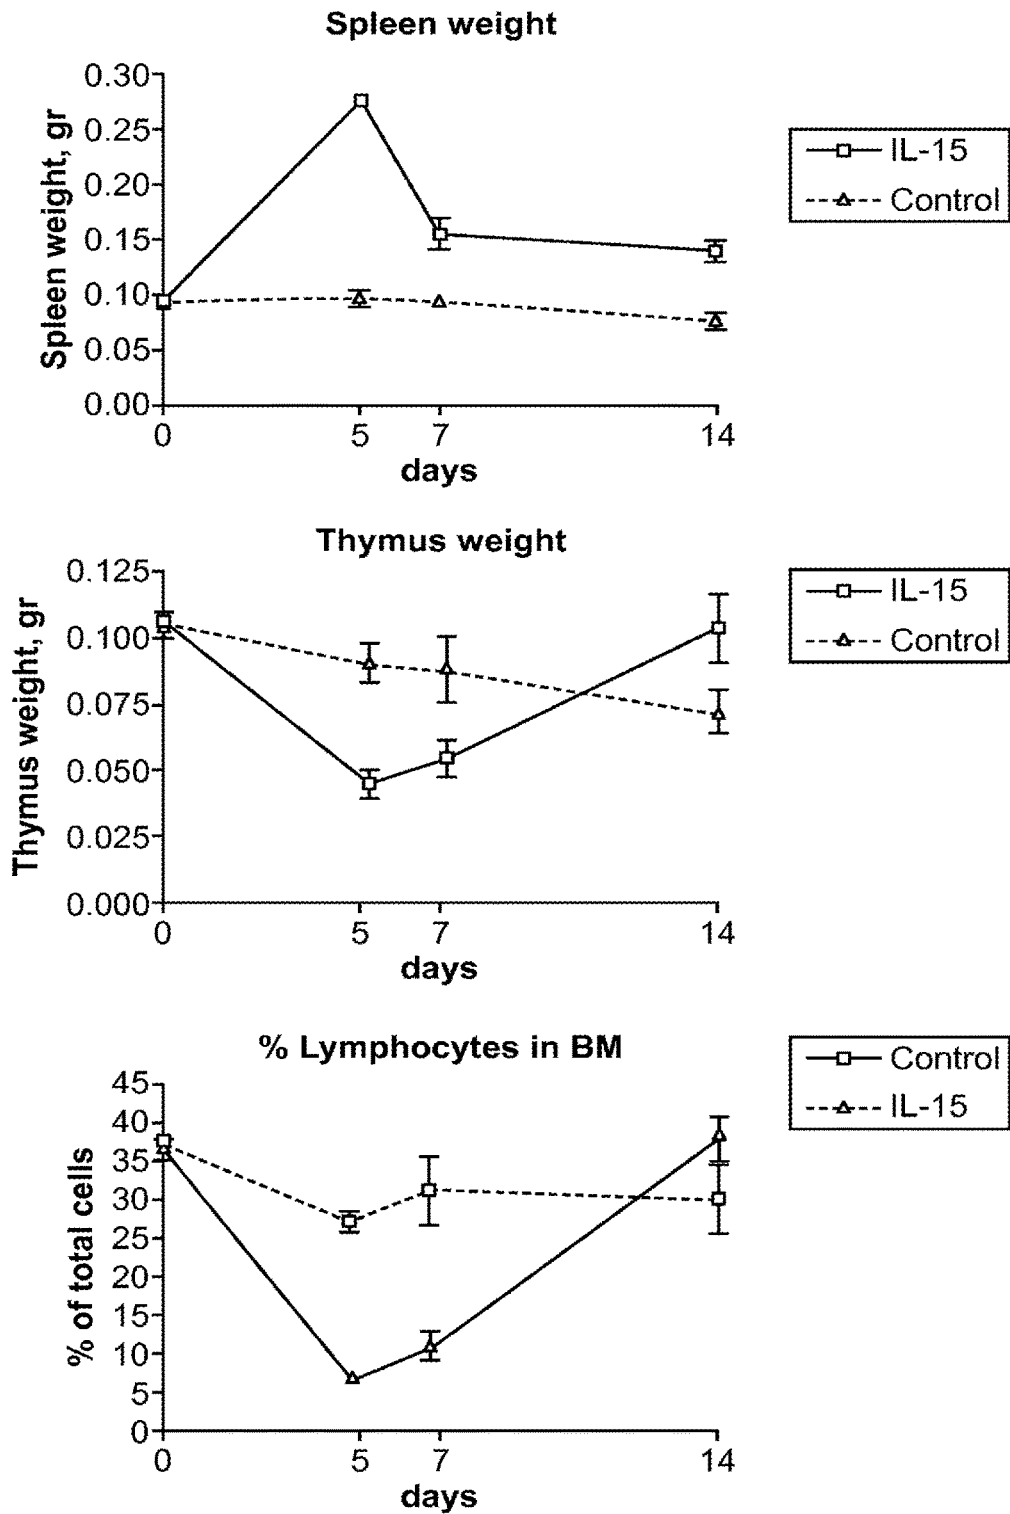 Spleen weight
Spleen weight, gr
0.30
0.25
0.20
0.15
0.10
0.05
0.00
0 5 7 14
days
IL-15
Control
Thymus weight
Thymus weight, gr
0.125
0.100
0.075
0.050
0.025
0.000
0 5 7 14
days
IL-15
Control
% Lymphocytes in BM
% of total cells
45
40
35
30
25
20
15
10
5
0
0 5 7 14
days
Control
IL-15